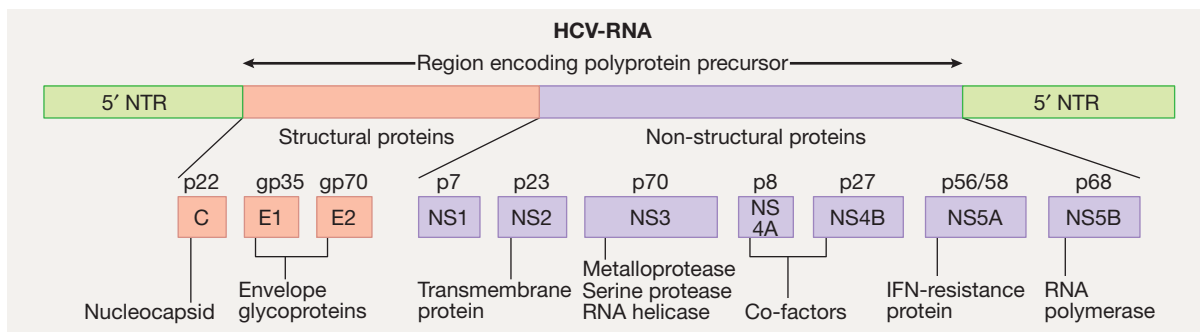 HCV-RNA
Region encoding polyprotein precursor
5′ NTR
5′ NTR
Structural proteins
Non-structural proteins
p22 gp35 gp70 p7 p23 p70 p8 p27 p56/58 p68
C E1 E2 NS1 NS2 NS3 NS
4A NS4B NS5A NS5B
Nucleocapsid
Envelope
glycoproteins
Transmembrane
protein
Metalloprotease
Serine protease
RNA helicase
Co-factors
IFN-resistance
protein
RNA
polymerase